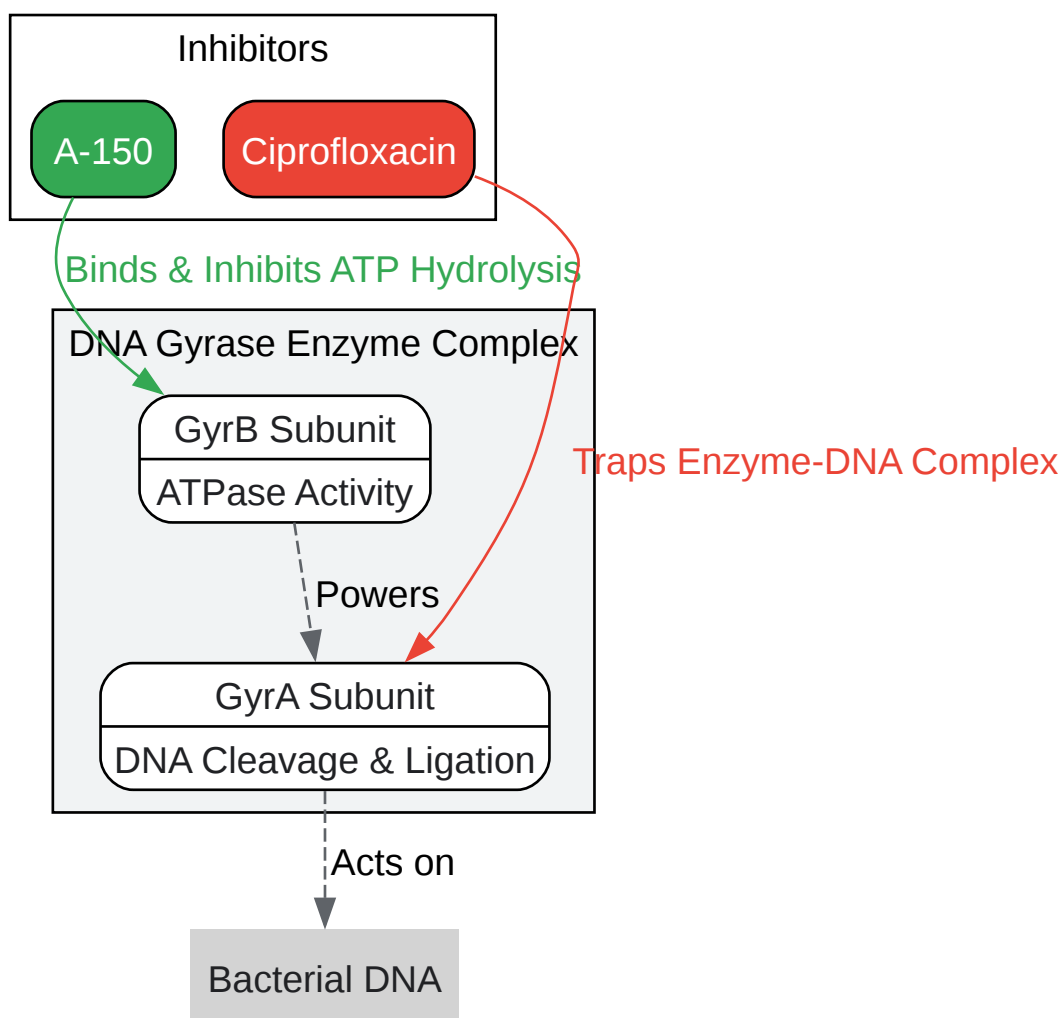 Inhibitors
A-150
Ciprofloxacin
Binds & Inhibits ATP Hydrolysis
DNA Gyrase Enzyme Complex
GyrB Subunit
ATPase Activity
Traps Enzyme-DNA Complex
Powers
GyrA Subunit
DNA Cleavage & Ligation
Acts on
Bacterial DNA